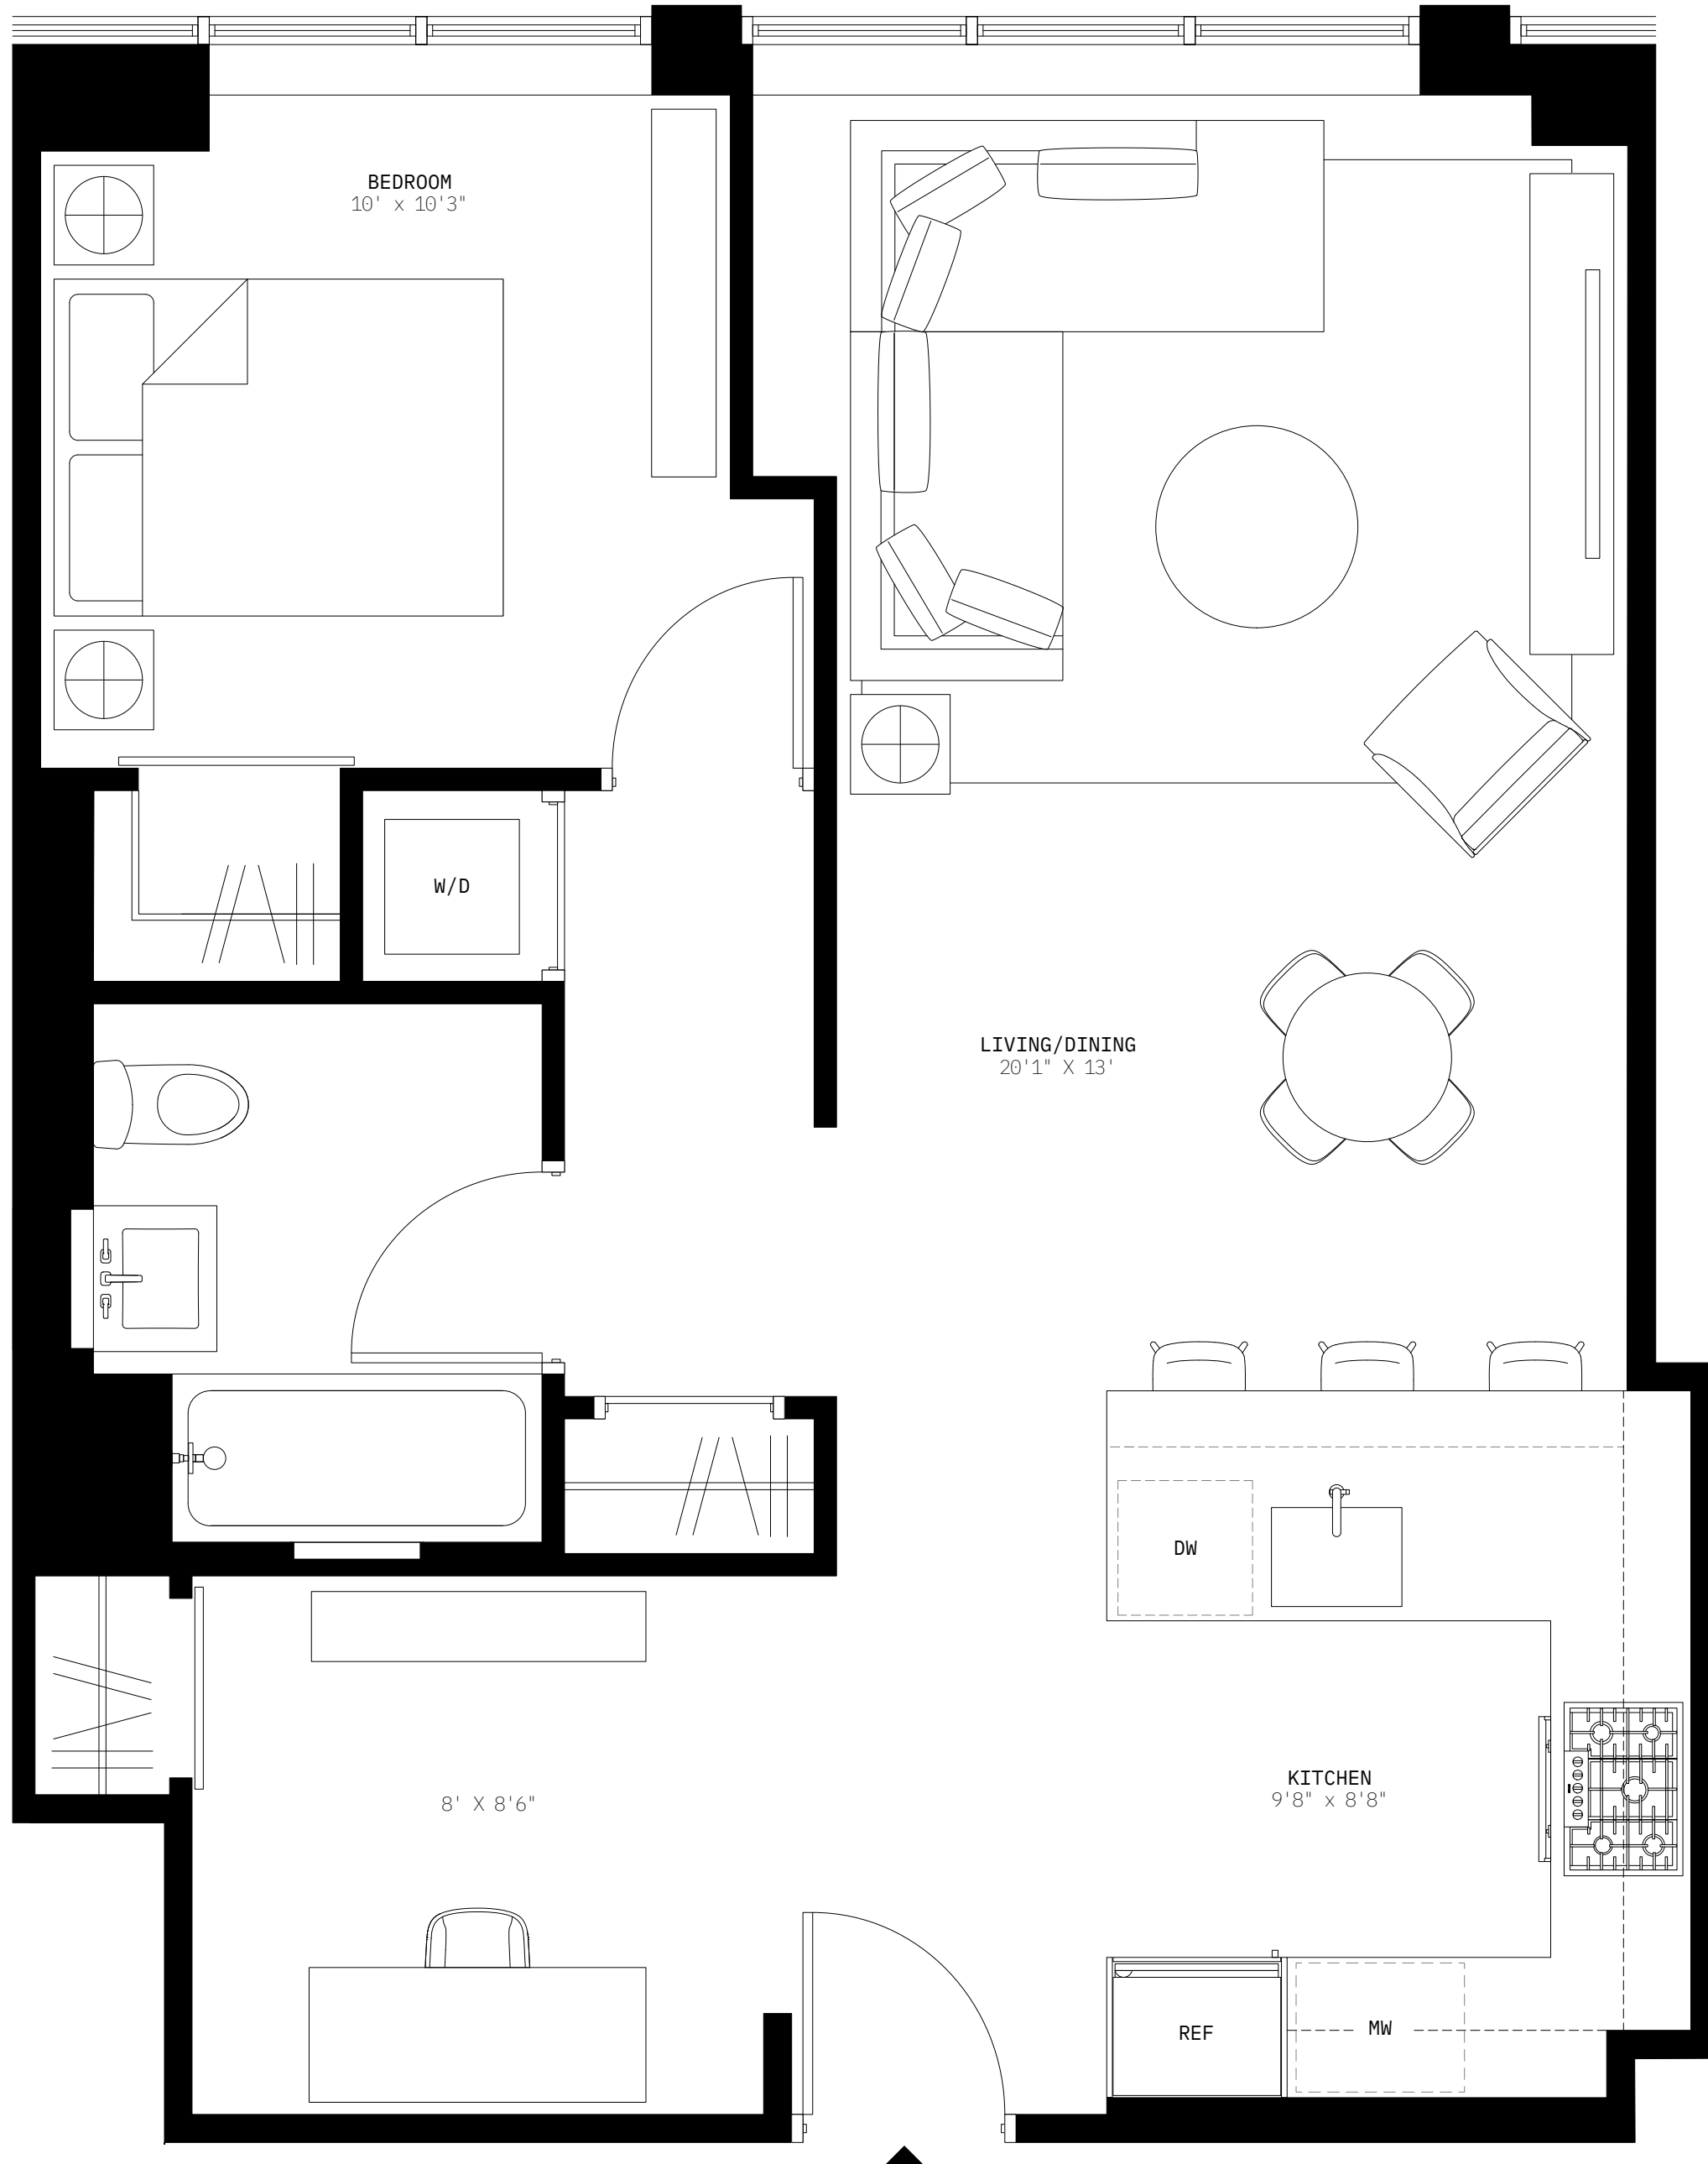 BEDROOM
10' x 10'3"
W/D
LIVING/DINING
20'1" X 13'
DW
KITCHEN
9'8" x 8'8"
8' X 8'6"
REF
MW